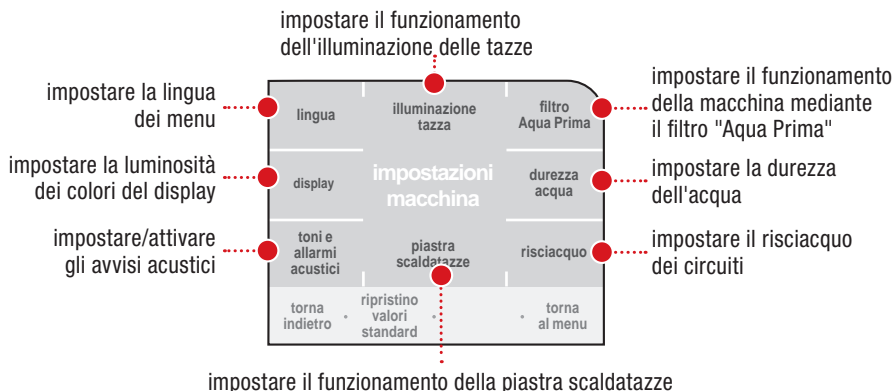 impostare il funzionamento
dell'illuminazione delle tazze
impostare la lingua
dei menu
impostare la luminosità
dei colori del display
impostare/attivare
gli avvisi acustici
lingua
illuminazione
tazza
filtro
Aqua Prima
display
impostazioni
macchina
durezza
acqua
toni e
allarmi
acustici
piastra
scaldatazze
risciacquo
torna
indietro
ripristino
valori
standard
torna
al menu
impostare il funzionamento
della macchina mediante
il filtro "Aqua Prima"
impostare la durezza
dell'acqua
impostare il risciacquo
dei circuiti
impostare il funzionamento della piastra scaldatazze